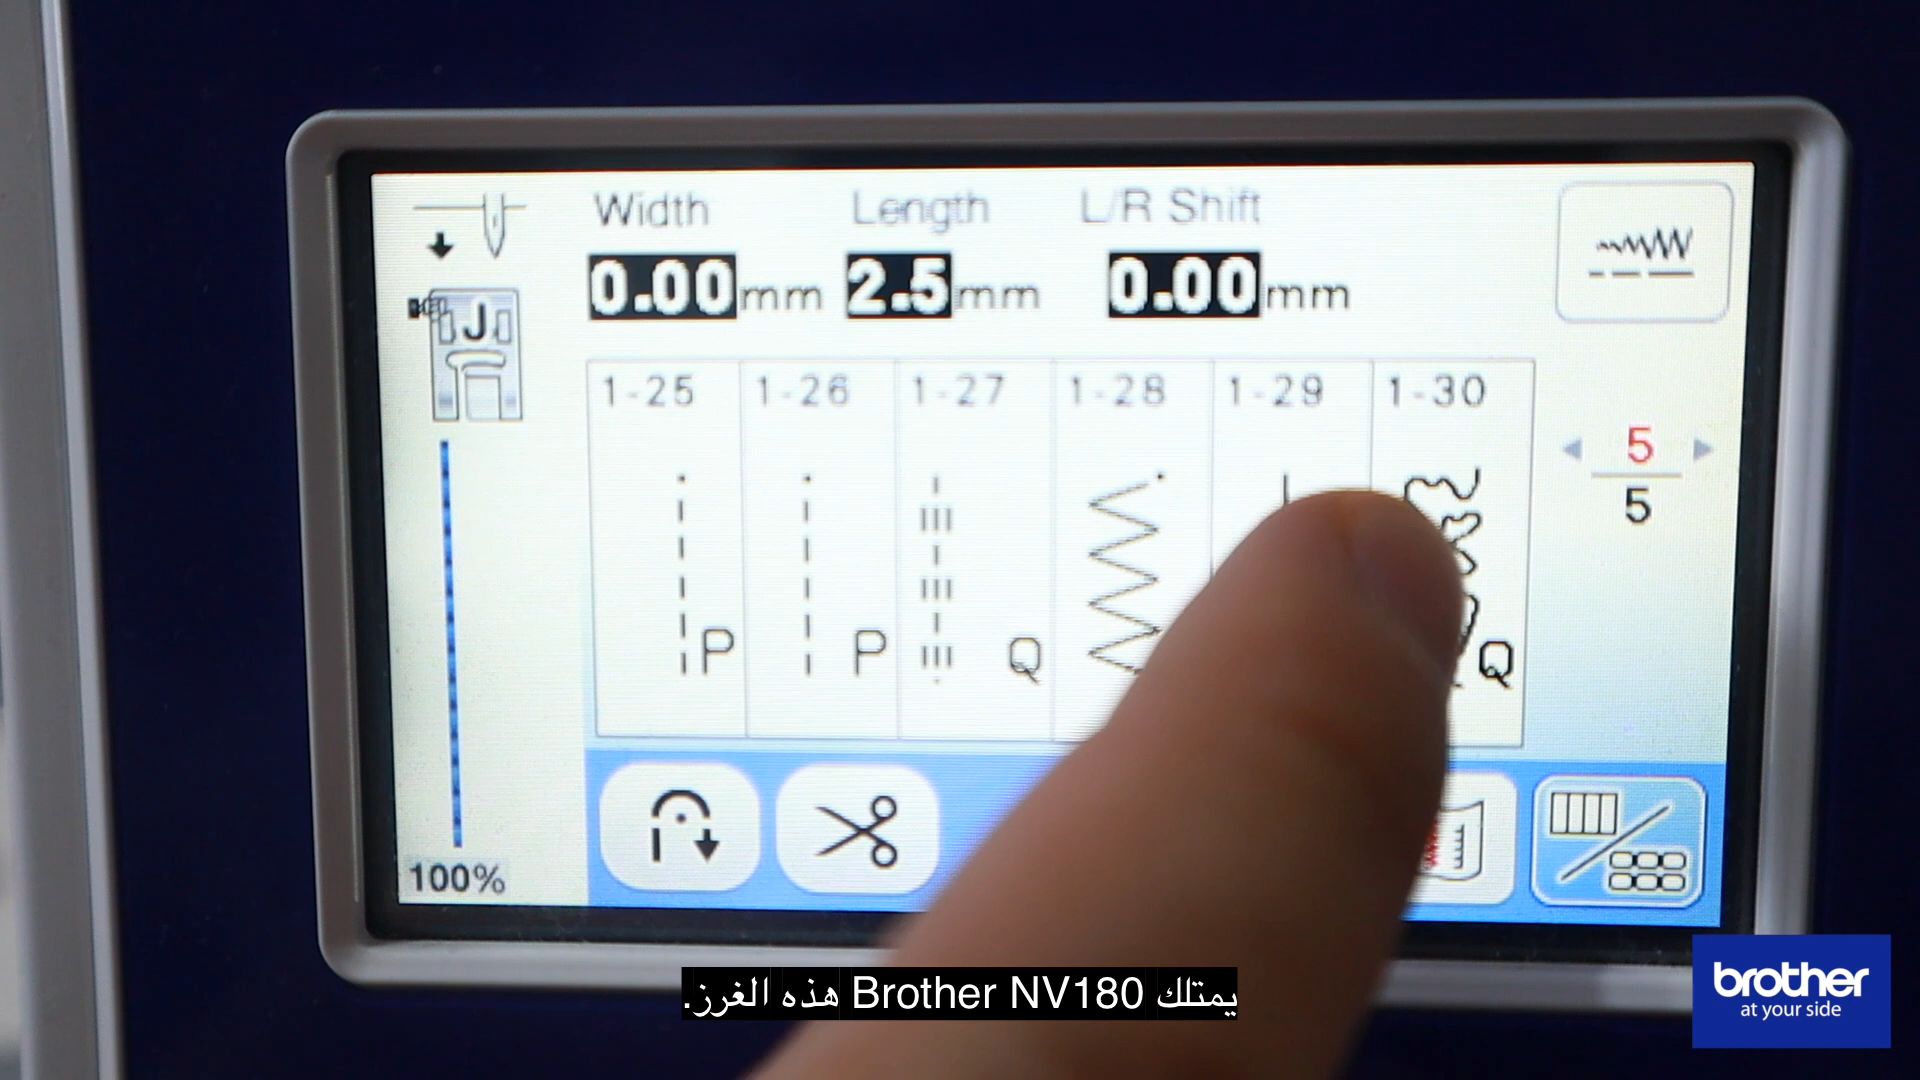 Width Length L/R Shift
0.00mm 2.5mm 0.00mm
J
1-25 1-26 1-27 1-28 1-29 1-30
5
5
P P Q Q
100%
يمتلك Brother NV180 هذه الغرز.
brother
at your side